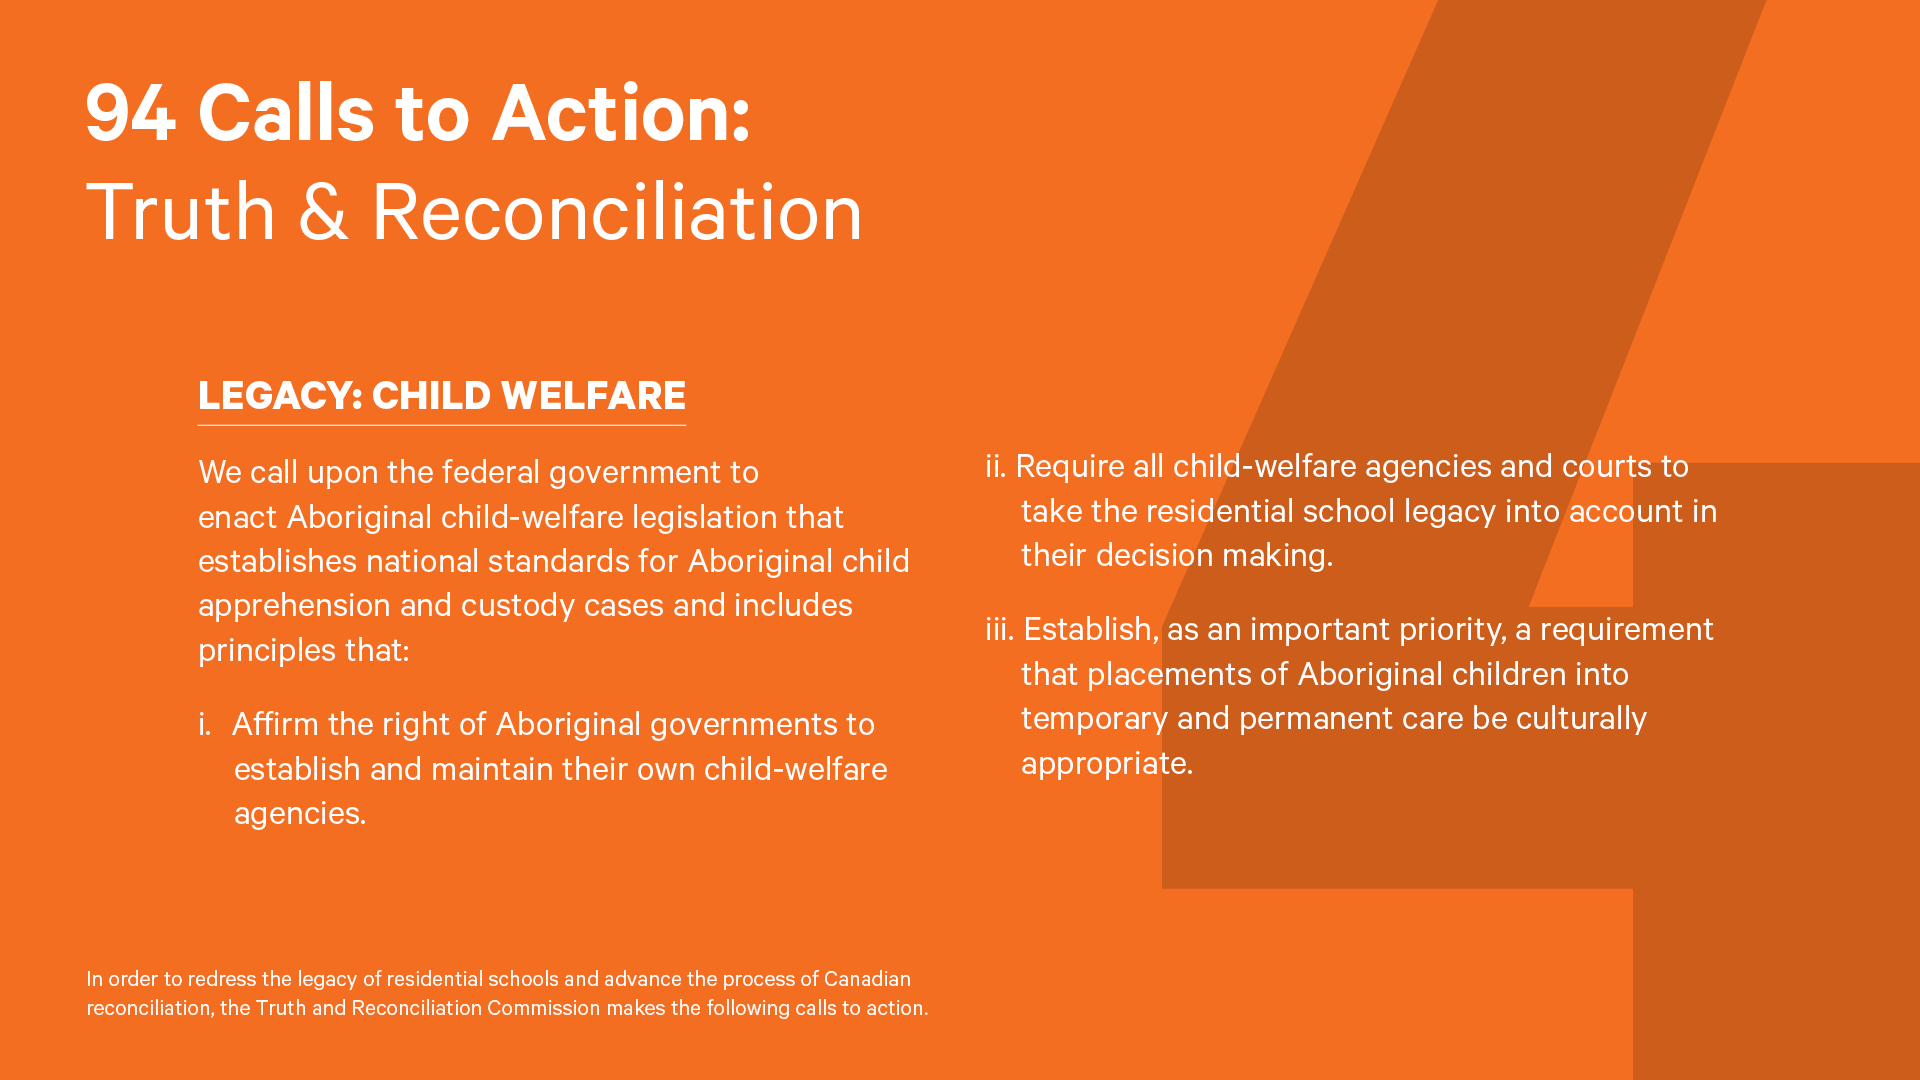 94 Calls to Action:
Truth & Reconciliation
LEGACY: CHILD WELFARE
We call upon the federal government to
enact Aboriginal child-welfare legislation that
establishes national standards for Aboriginal child
apprehension and custody cases and includes
principles that:
i. Affirm the right of Aboriginal governments to
establish and maintain their own child-welfare
agencies.
ii. Require all child-welfare agencies and courts to
take the residential school legacy into account in
their decision making.
iii. Establish, as an important priority, a requirement
that placements of Aboriginal children into
temporary and permanent care be culturally
appropriate.
4
In order to redress the legacy of residential schools and advance the process of Canadian
reconciliation, the Truth and Reconciliation Commission makes the following calls to action.